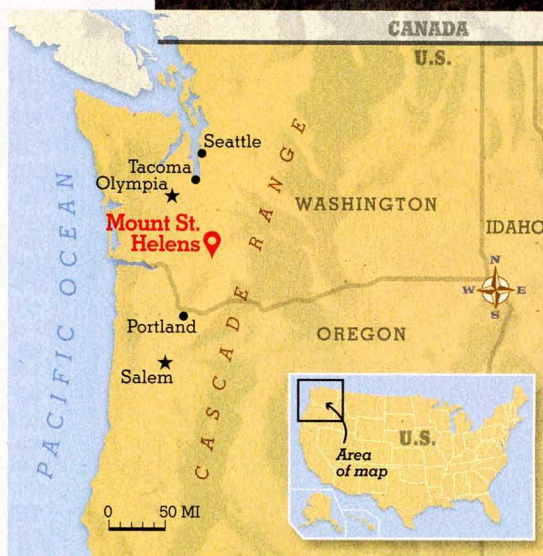 CANADA
U.S.
Seattle
Tacoma
Olympia
WASHINGTON
Mount St.
Helens
IDAHO
CASCADE RANGE
PACIFIC OCEAN
N
W E
S
Portland
OREGON
Salem
U.S.
Area
of map
0 50 MI